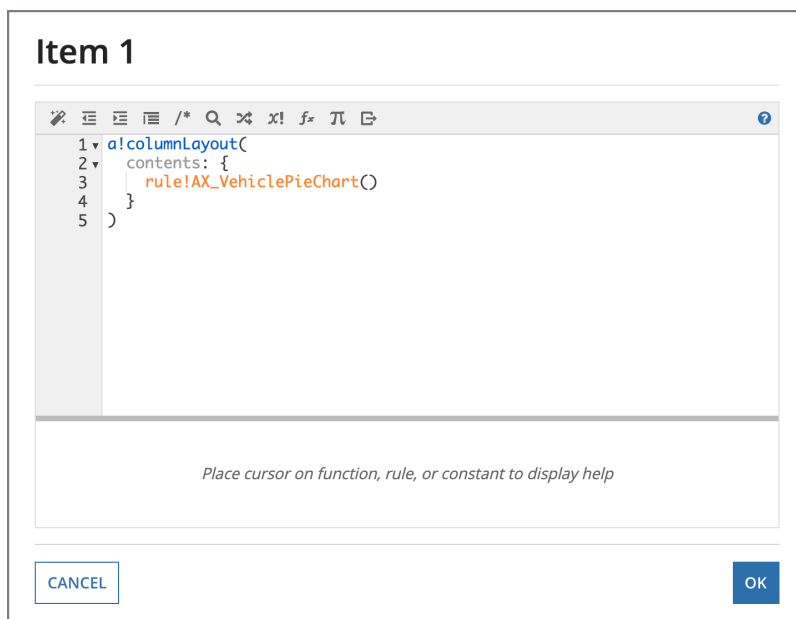 Item 1
/* x! fx π ?
1 a!columnLayout(
2 contents: {
3 rule!AX_VehiclePieChart()
4 }
5 )
Place cursor on function, rule, or constant to display help
CANCEL
OK